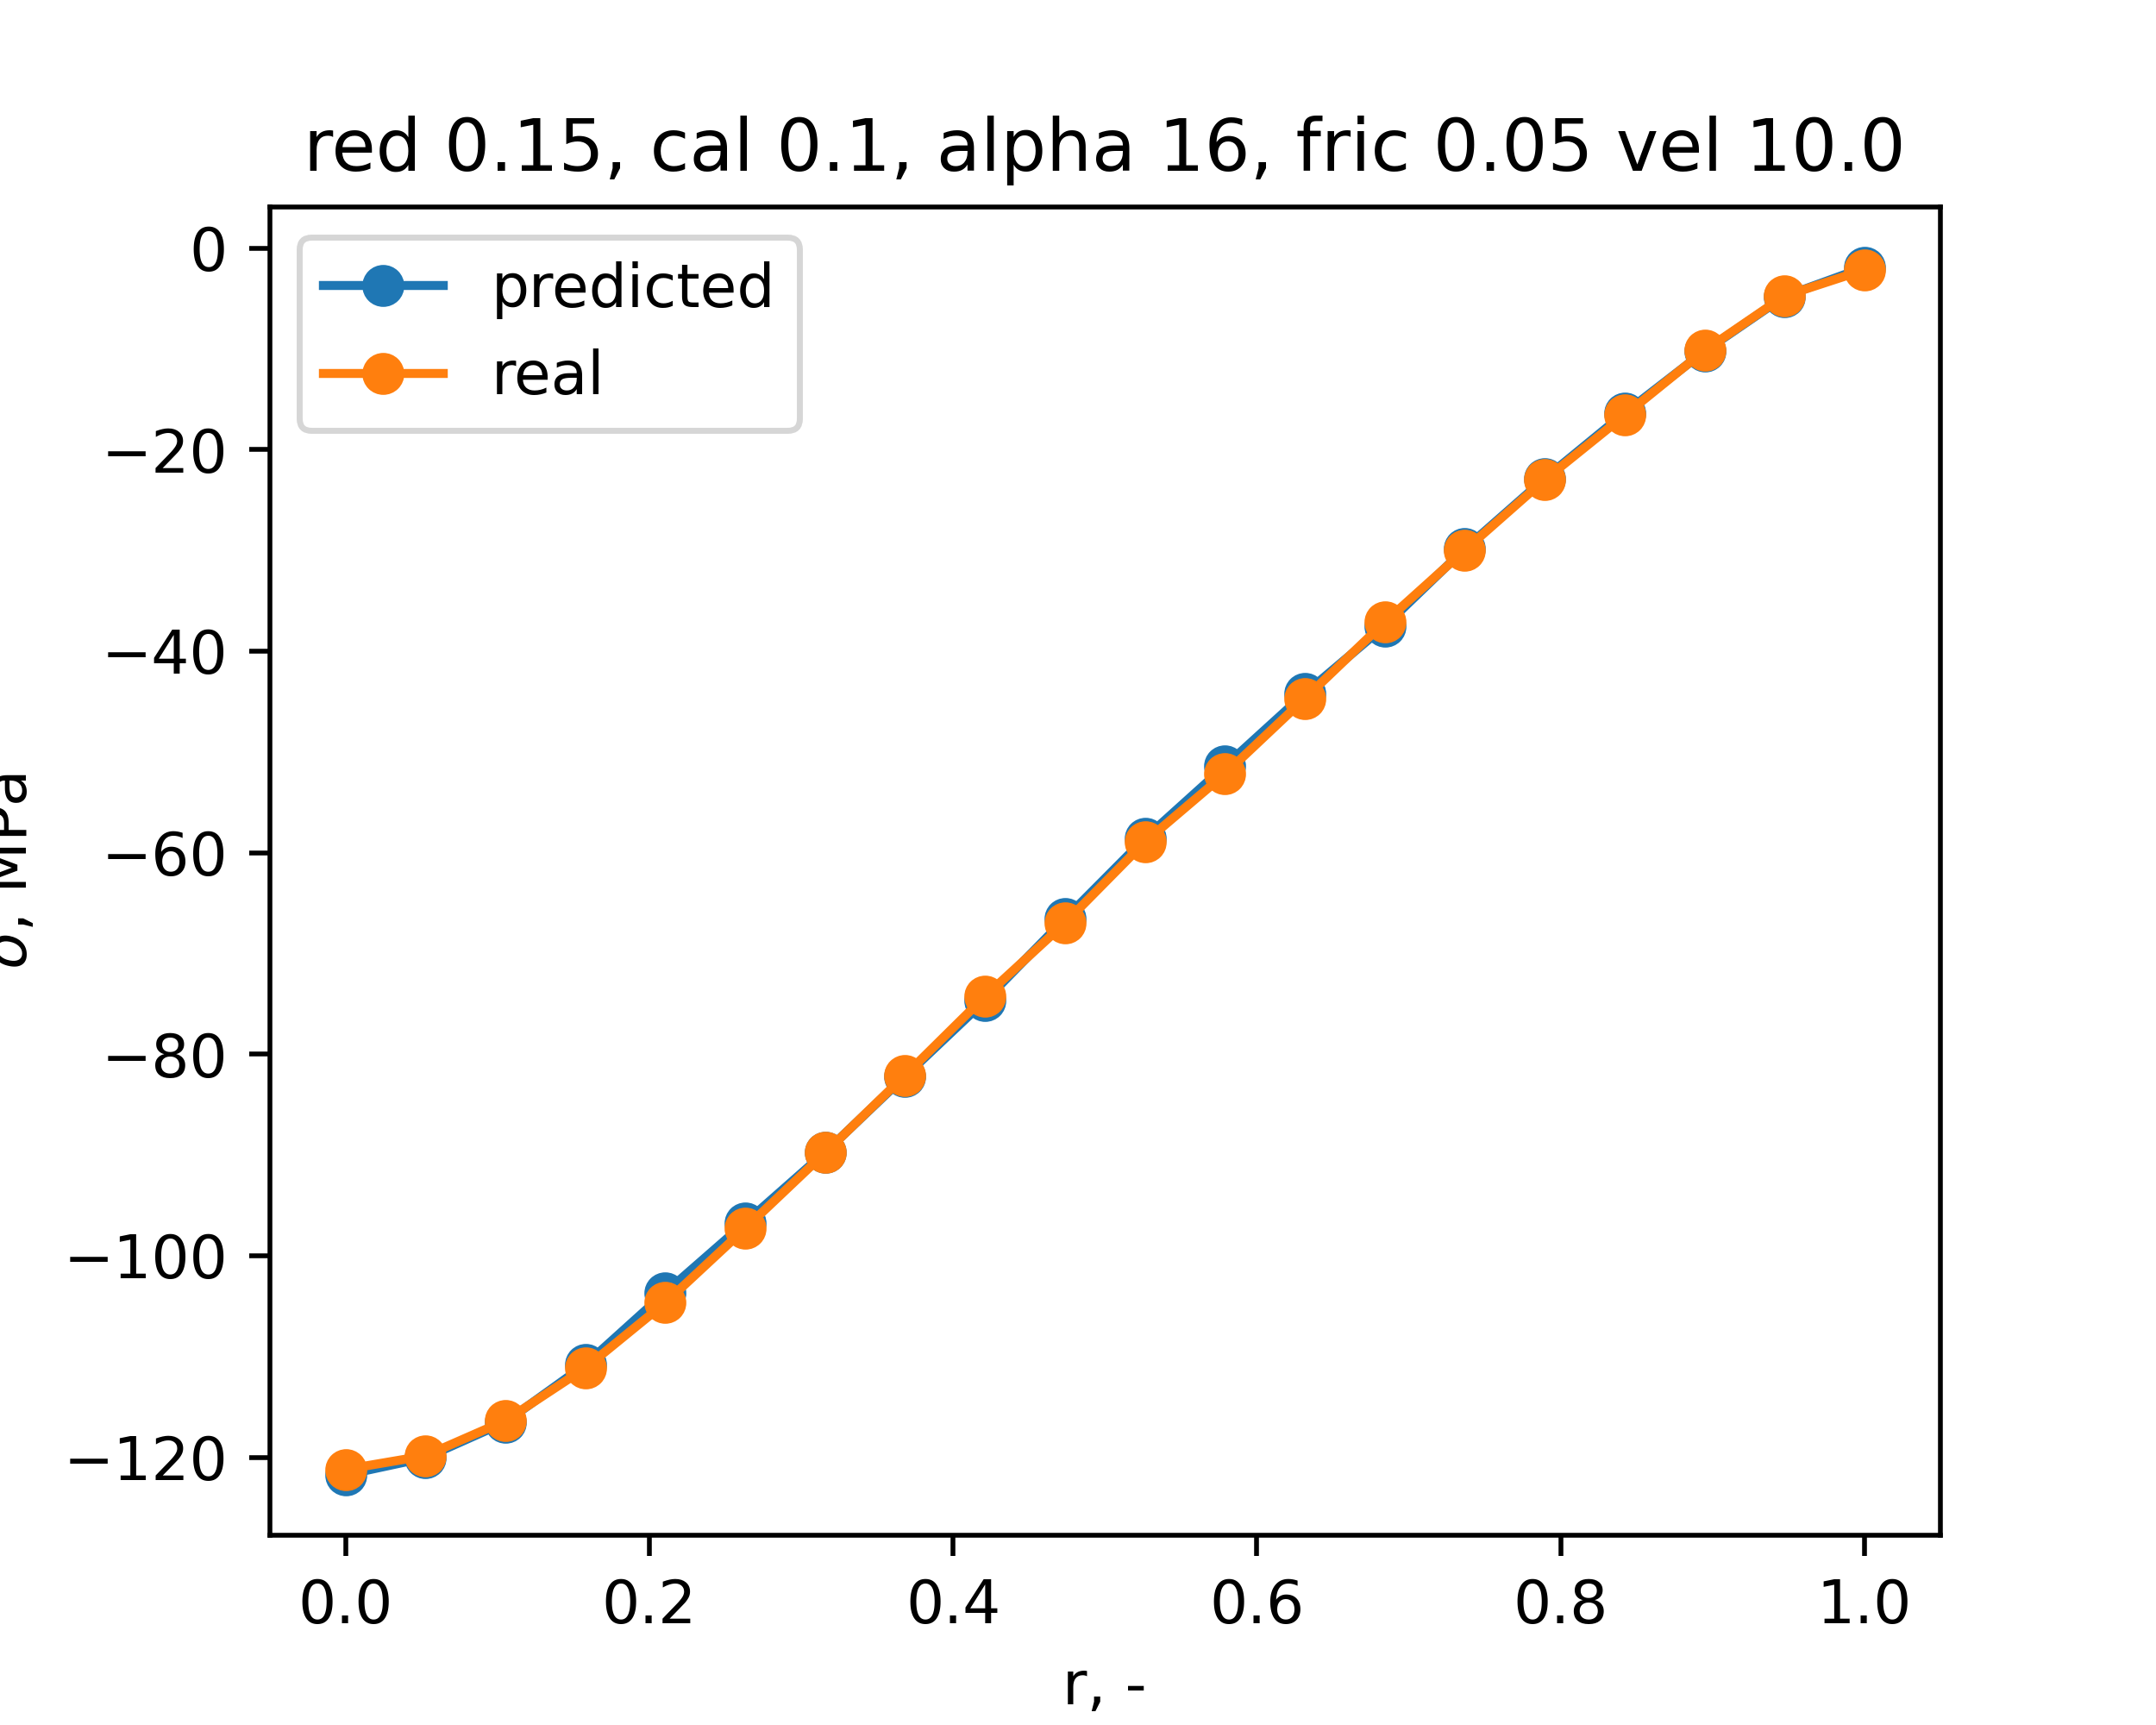 red 0.15, cal 0.1, alpha 16, fric 0.05 vel 10.0
predicted
real
0
−20
−40
−60
−80
−100
−120
σ, MPa
0.0 0.2 0.4 0.6 0.8 1.0
r, -